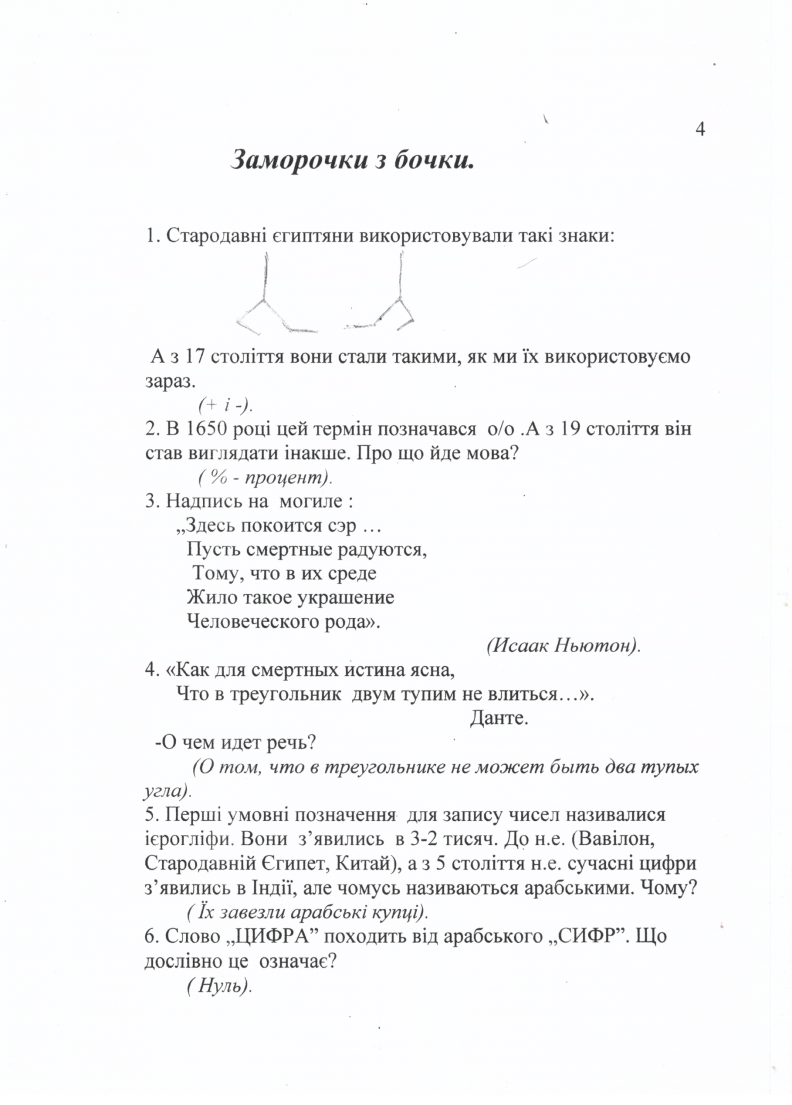 4
Заморочки з бочки.
1. Стародавні єгиптяни використовували такі знаки:
А з 17 століття вони стали такими, як ми їх використовуємо
зараз.
(+ і -).
2. В 1650 році цей термін позначався о/о .А з 19 століття він
став виглядати інакше. Про що йде мова?
( % - процент).
3. Надпись на могиле :
„Здесь покоится сэр …
Пусть смертные радуются,
Тому, что в их среде
Жило такое украшение
Человеческого рода».
(Исаак Ньютон).
4. «Как для смертных истина ясна,
Что в треугольник двум тупим не влиться…».
Данте.
-О чем идет речь?
(О том, что в треугольнике не может быть два тупых
угла).
5. Перші умовні позначення для запису чисел називалися
ієрогліфи. Вони з’явились в 3-2 тисяч. До н.е. (Вавілон,
Стародавній Єгипет, Китай), а з 5 століття н.е. сучасні цифри
з’явились в Індії, але чомусь називаються арабськими. Чому?
( Їх завезли арабські купці).
6. Слово „ЦИФРА” походить від арабського „СИФР”. Що
дослівно це означає?
( Нуль).